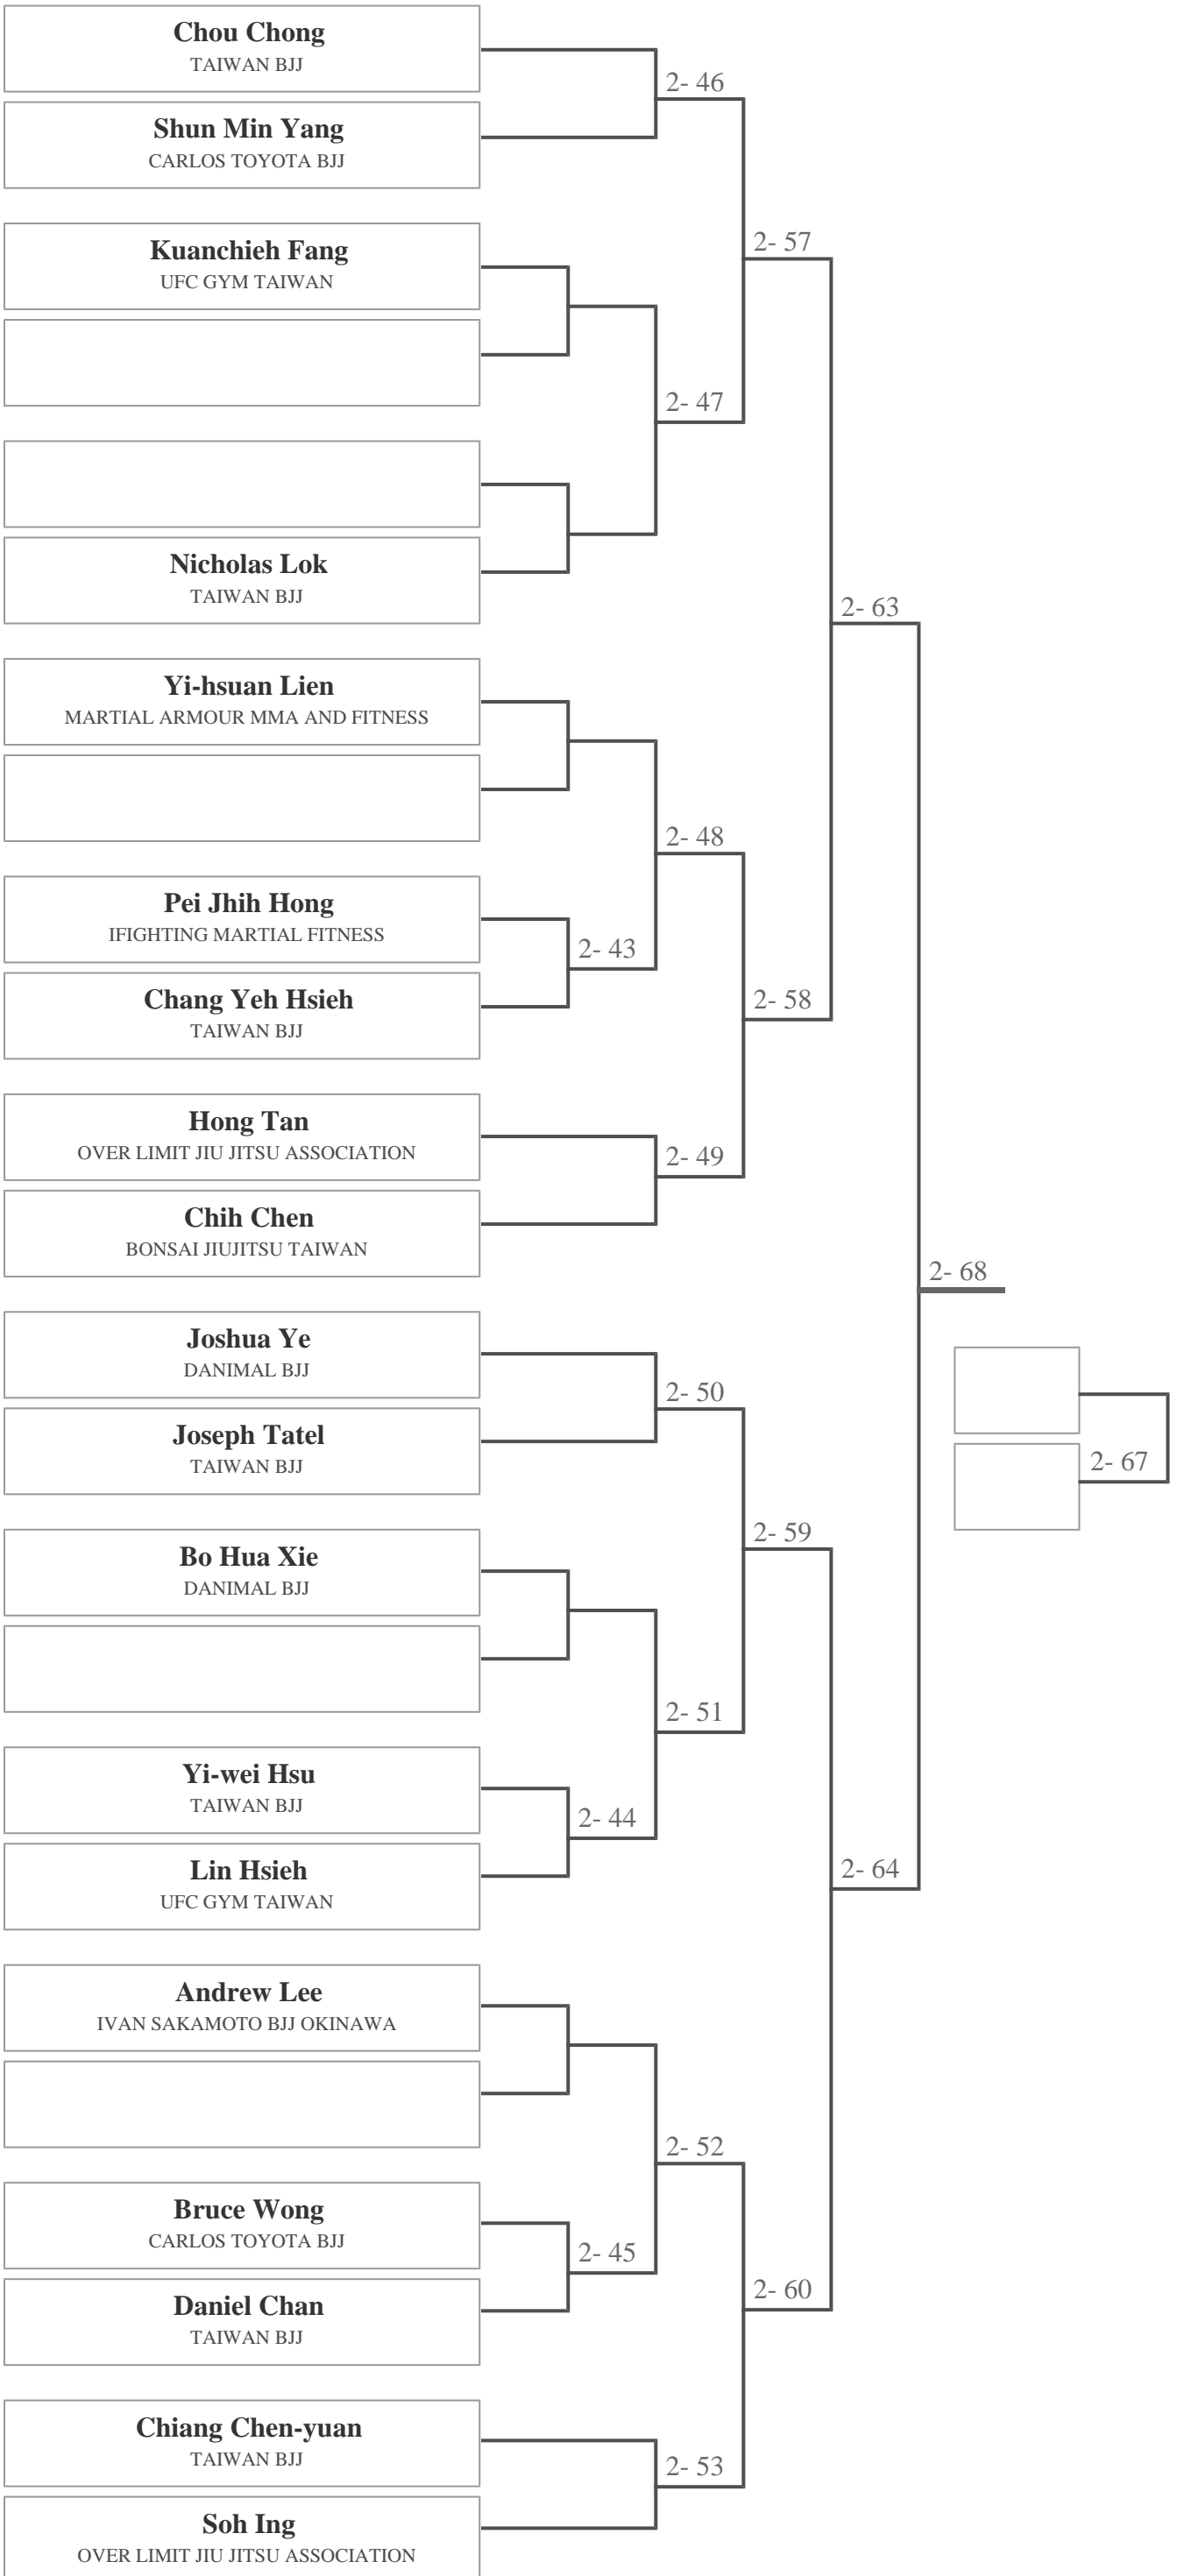 Chou Chong
TAIWAN BJJ
2- 46
Shun Min Yang
CARLOS TOYOTA BJJ
Kuanchieh Fang
UFC GYM TAIWAN
2- 57
2- 47
Nicholas Lok
TAIWAN BJJ
2- 63
Yi-hsuan Lien
MARTIAL ARMOUR MMA AND FITNESS
2- 48
Pei Jhih Hong
IFIGHTING MARTIAL FITNESS
2- 43
Chang Yeh Hsieh
TAIWAN BJJ
2- 58
Hong Tan
OVER LIMIT JIU JITSU ASSOCIATION
2- 49
Chih Chen
BONSAI JIUJITSU TAIWAN
2- 68
Joshua Ye
DANIMAL BJJ
2- 50
Joseph Tatel
TAIWAN BJJ
2- 67
2- 59
Bo Hua Xie
DANIMAL BJJ
2- 51
Yi-wei Hsu
TAIWAN BJJ
2- 44
Lin Hsieh
UFC GYM TAIWAN
2- 64
Andrew Lee
IVAN SAKAMOTO BJJ OKINAWA
2- 52
Bruce Wong
CARLOS TOYOTA BJJ
2- 45
2- 60
Daniel Chan
TAIWAN BJJ
Chiang Chen-yuan
TAIWAN BJJ
2- 53
Soh Ing
OVER LIMIT JIU JITSU ASSOCIATION